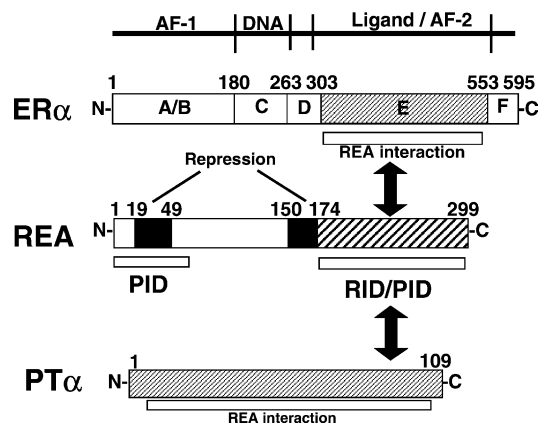 AF-1 DNA Ligand / AF-2
1 180 263 303 553 595
ERα N- A/B C D E F -C
REA interaction
Repression
1 19 49 150 174 299
REA N- -C
PID RID/PID
1 109
PTα N- -C
REA interaction